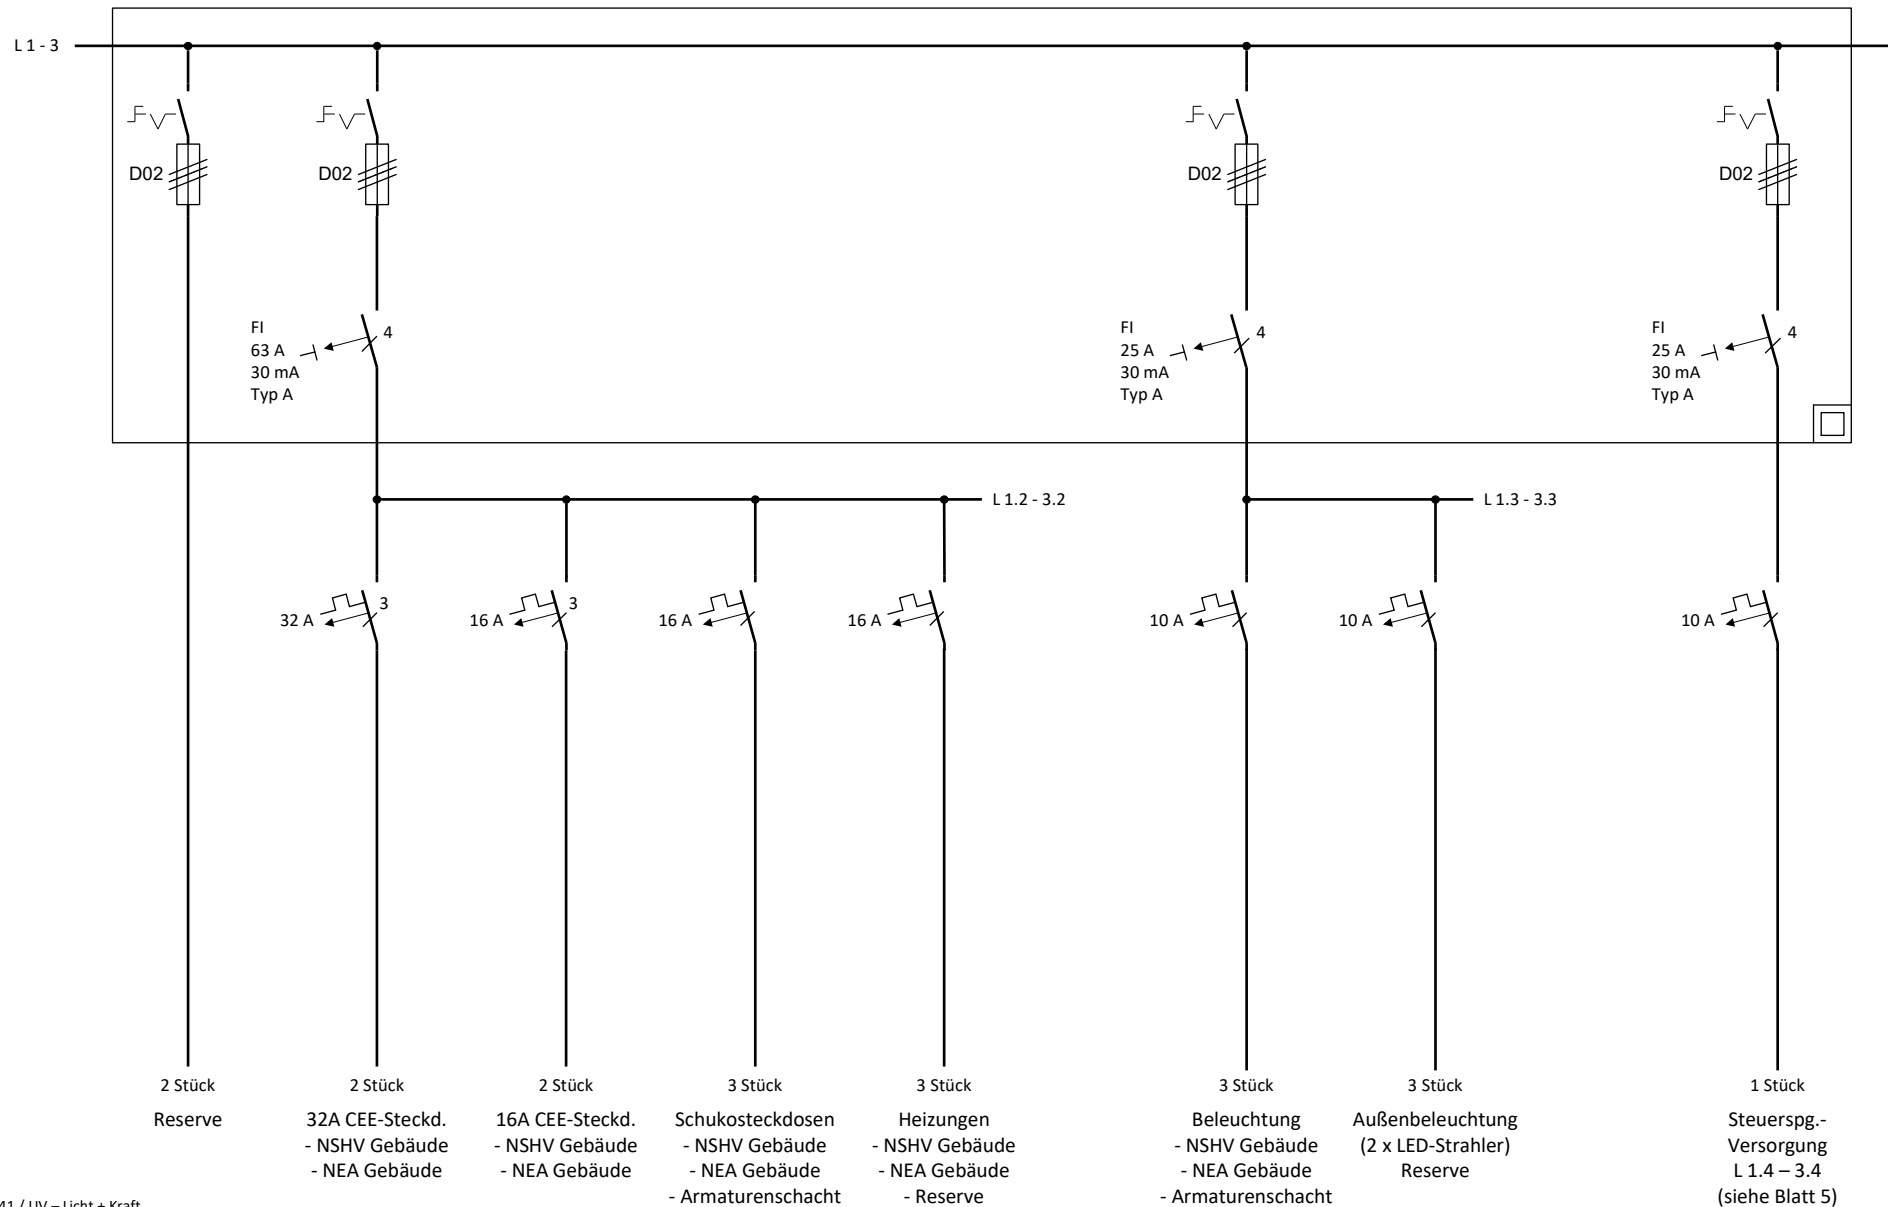 L 1 - 3
D02
D02
D02
D02
FI
63 A
30 mA
Typ A
4
FI
25 A
30 mA
Typ A
4
FI
25 A
30 mA
Typ A
4
L 1.2 - 3.2
L 1.3 - 3.3
32 A
3
16 A
3
16 A
16 A
10 A
10 A
10 A
2 Stück
Reserve
2 Stück
32A CEE-Steckd.
- NSHV Gebäude
- NEA Gebäude
2 Stück
16A CEE-Steckd.
- NSHV Gebäude
- NEA Gebäude
3 Stück
Schukosteckdosen
- NSHV Gebäude
- NEA Gebäude
- Armaturenschacht
3 Stück
Heizungen
- NSHV Gebäude
- NEA Gebäude
- Reserve
3 Stück
Beleuchtung
- NSHV Gebäude
- NEA Gebäude
- Armaturenschacht
3 Stück
Außenbeleuchtung
(2 x LED-Strahler)
Reserve
1 Stück
Steuerspg.-
Versorgung
L 1.4 – 3.4
(siehe Blatt 5)
41 / UV – Licht + Kraft